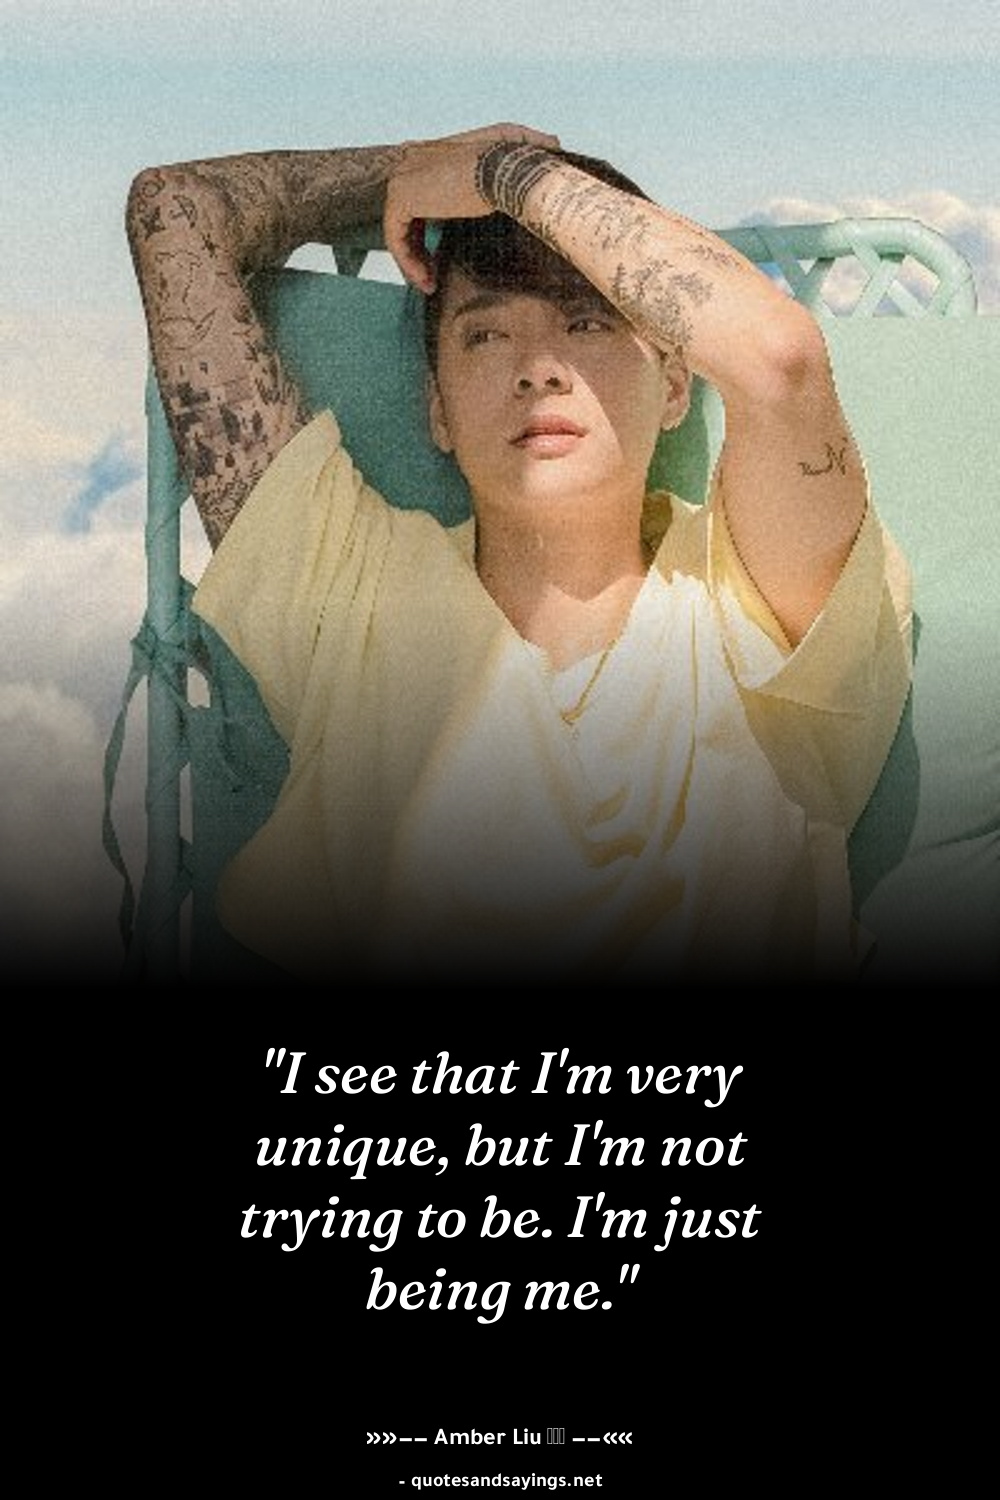 "I see that I'm very
unique, but I'm not
trying to be. I'm just
being me."
»»−− Amber Liu −−««
- quotesandsayings.net